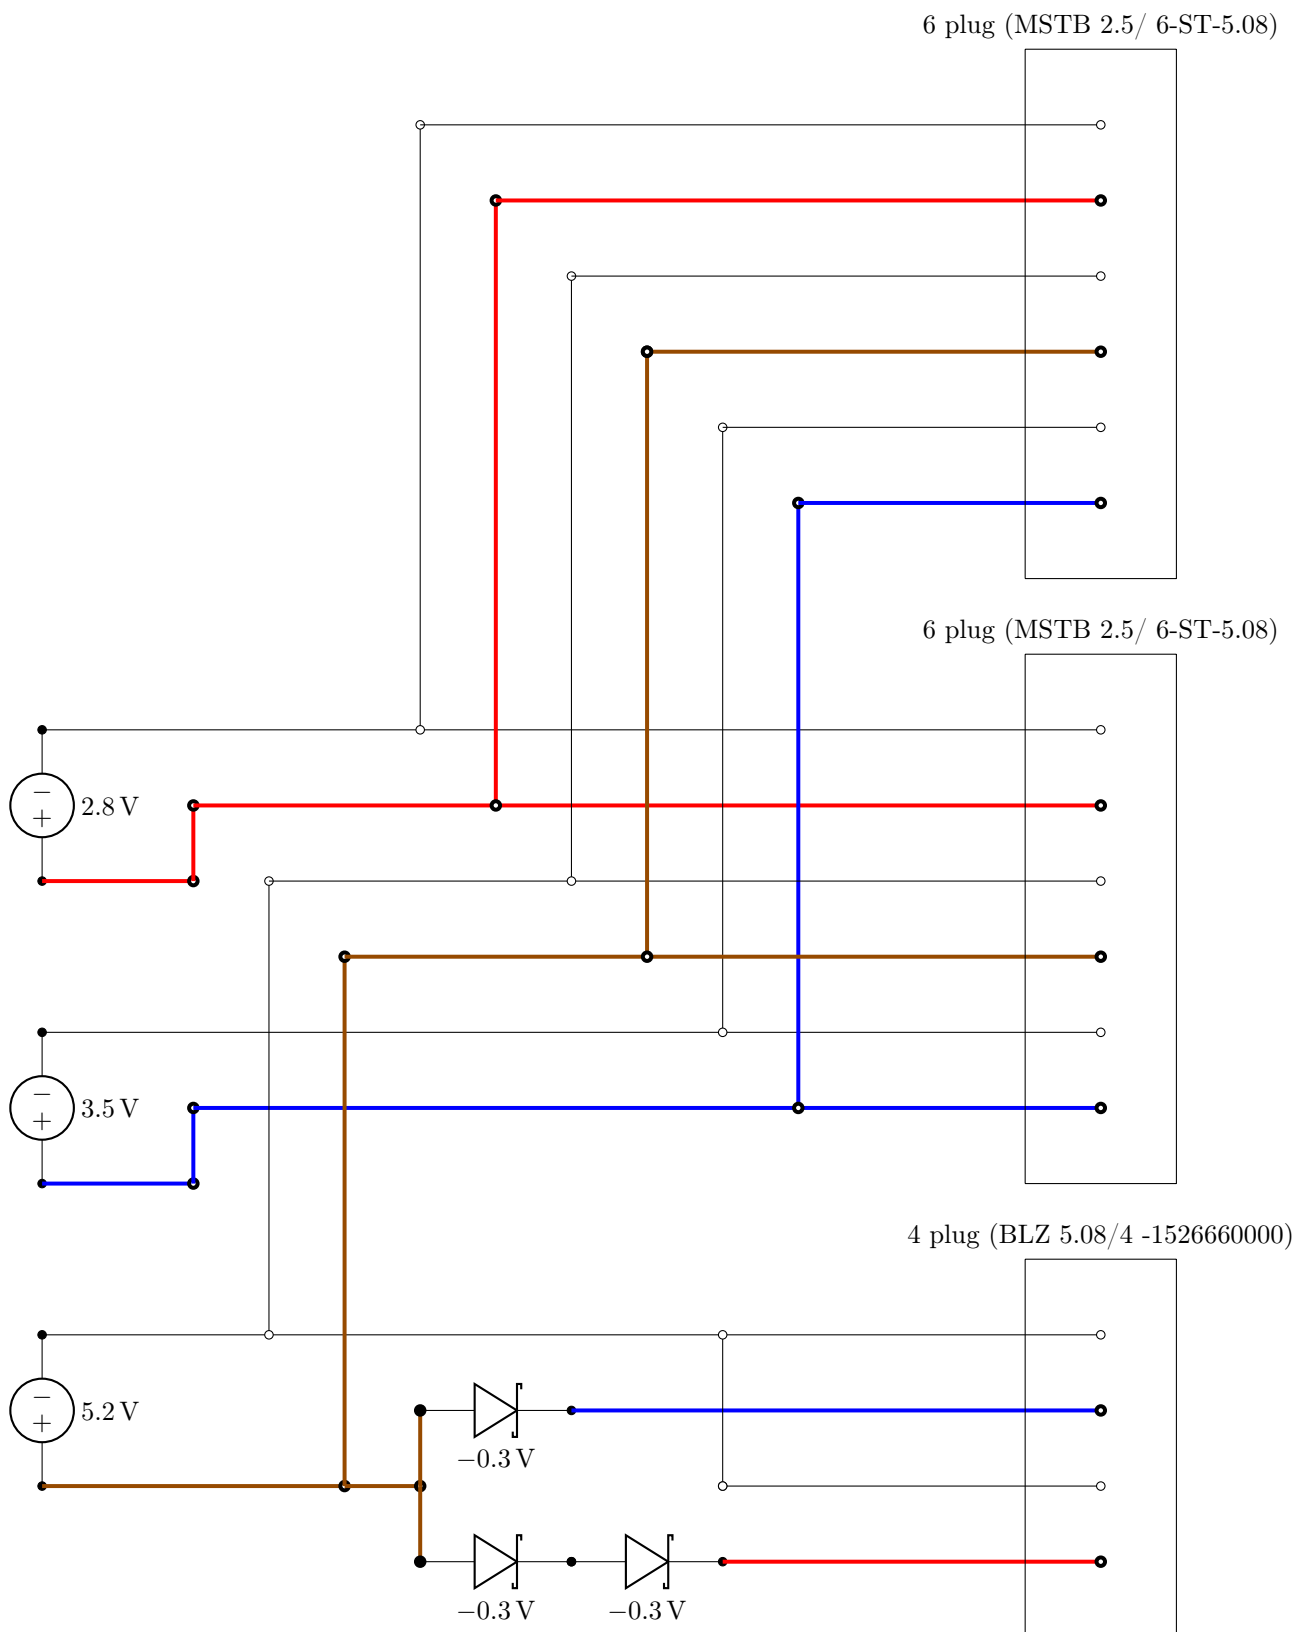 6 plug (MSTB 2.5/ 6-ST-5.08)
6 plug (MSTB 2.5/ 6-ST-5.08)
−
+
2.8 V
−
+
3.5 V
4 plug (BLZ 5.08/4 -1526660000)
−
+
5.2 V
−0.3 V
−0.3 V
−0.3 V